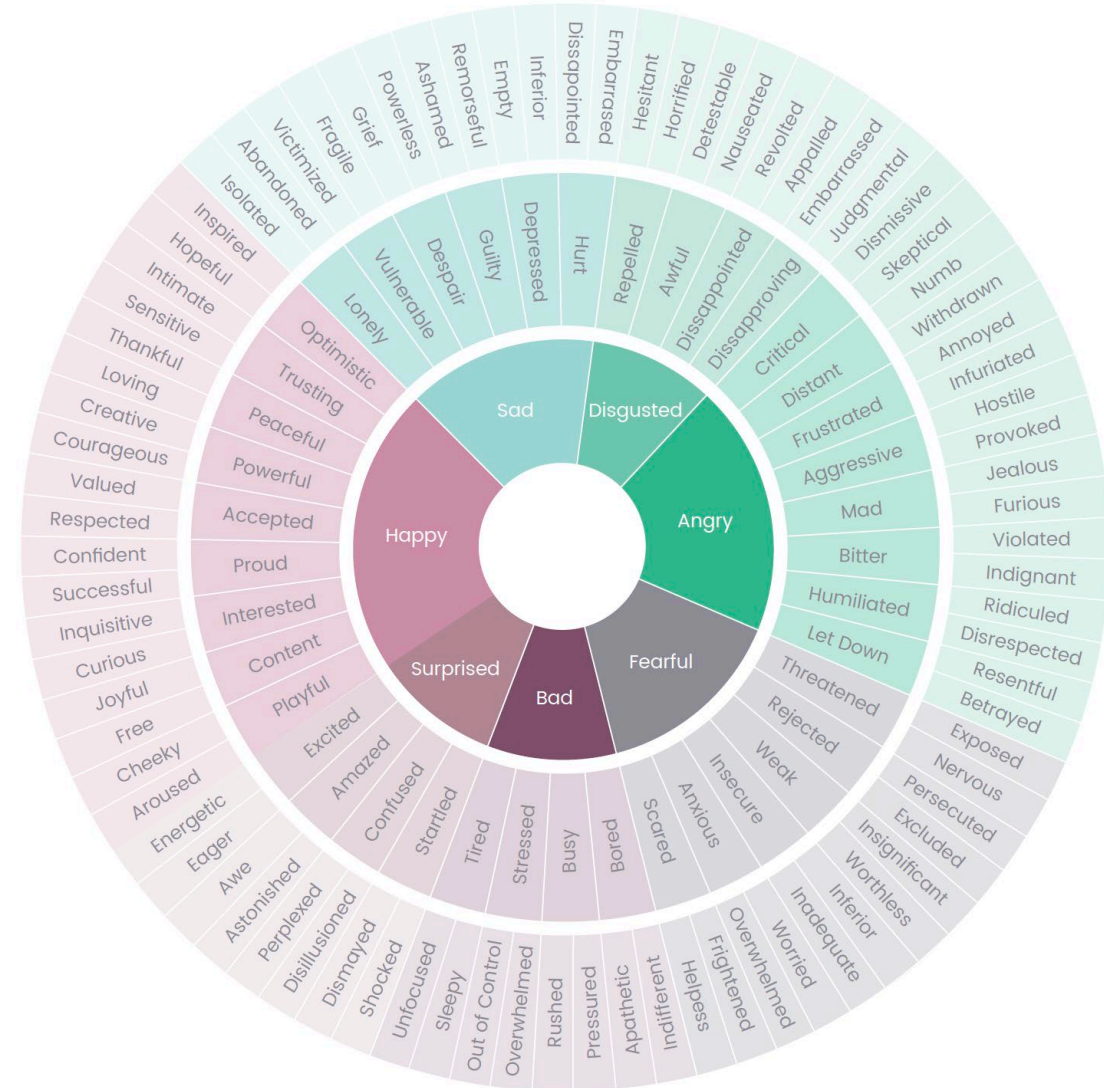 Sad
Disgusted
Angry
Fearful
Bad
Surprised
Happy
Lonely
Vulnerable
Despair
Guilty
Depressed
Hurt
Repelled
Awful
Dissappointed
Dissapproving
Critical
Distant
Frustrated
Aggressive
Mad
Bitter
Humiliated
Let Down
Threatened
Rejected
Weak
Insecure
Anxious
Scared
Bored
Busy
Stressed
Tired
Startled
Confused
Amazed
Excited
Playful
Content
Interested
Proud
Accepted
Powerful
Peaceful
Trusting
Optimistic
Isolated
Abandoned
Victimized
Fragile
Grief
Powerless
Ashamed
Remorseful
Empty
Inferior
Dissapointed
Embarrased
Hesitant
Horrified
Detestable
Nauseated
Revolted
Appalled
Embarrassed
Judgmental
Dismissive
Skeptical
Numb
Withdrawn
Annoyed
Infuriated
Hostile
Provoked
Jealous
Furious
Violated
Indignant
Ridiculed
Disrespected
Resentful
Betrayed
Exposed
Nervous
Persecuted
Excluded
Insignificant
Worthless
Inferior
Inadequate
Worried
Overwhelmed
Frightened
Helpess
Indifferent
Apathetic
Pressured
Rushed
Overwhelmed
Out of Control
Sleepy
Unfocused
Shocked
Dismayed
Disillusioned
Perplexed
Astonished
Awe
Eager
Energetic
Aroused
Cheeky
Free
Joyful
Curious
Inquisitive
Successful
Confident
Respected
Valued
Courageous
Creative
Loving
Thankful
Sensitive
Intimate
Hopeful
Inspired